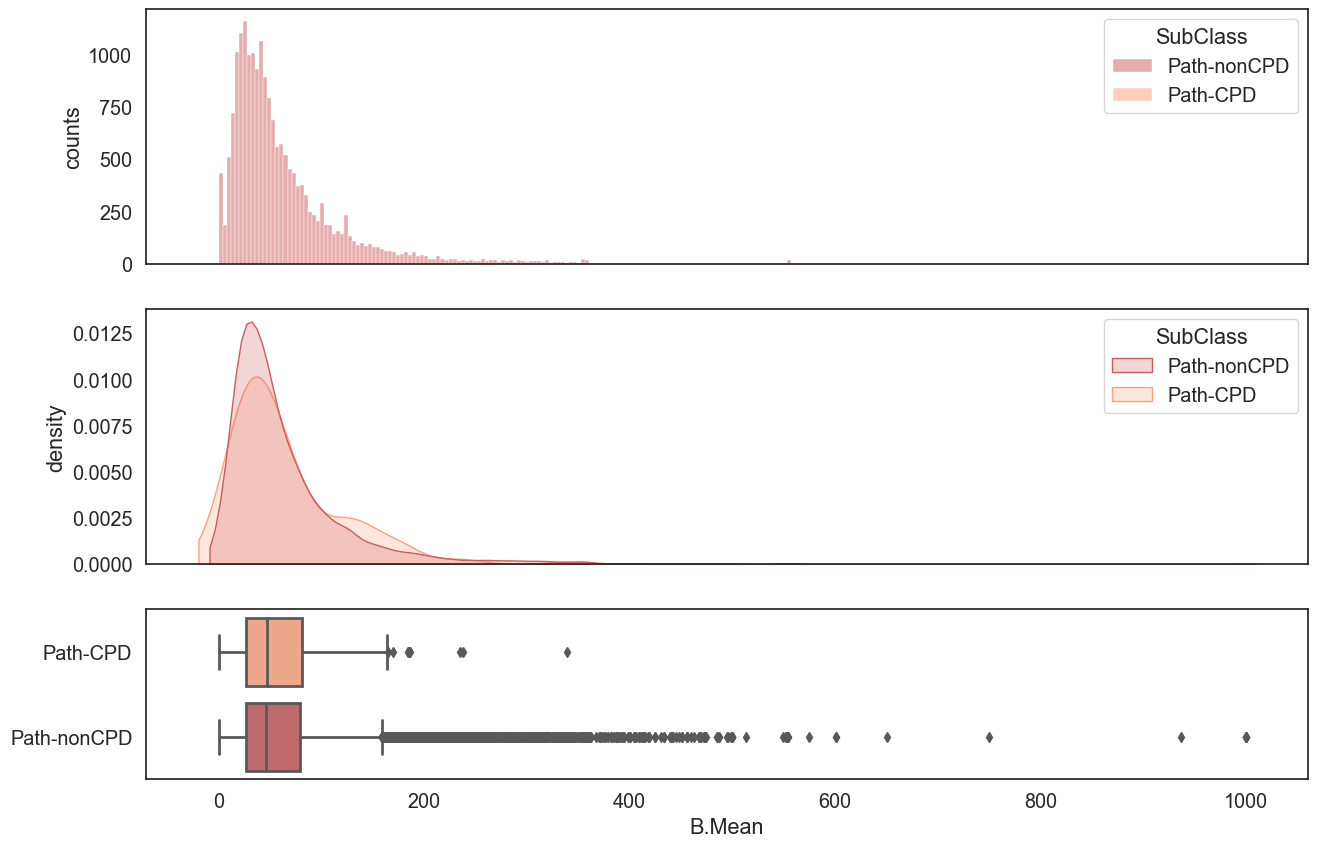 1000
750
500
250
0
counts
SubClass
Path-nonCPD
Path-CPD
0.0125
0.0100
0.0075
0.0050
0.0025
0.0000
density
SubClass
Path-nonCPD
Path-CPD
Path-CPD
Path-nonCPD
0 200 400 600 800 1000
B.Mean